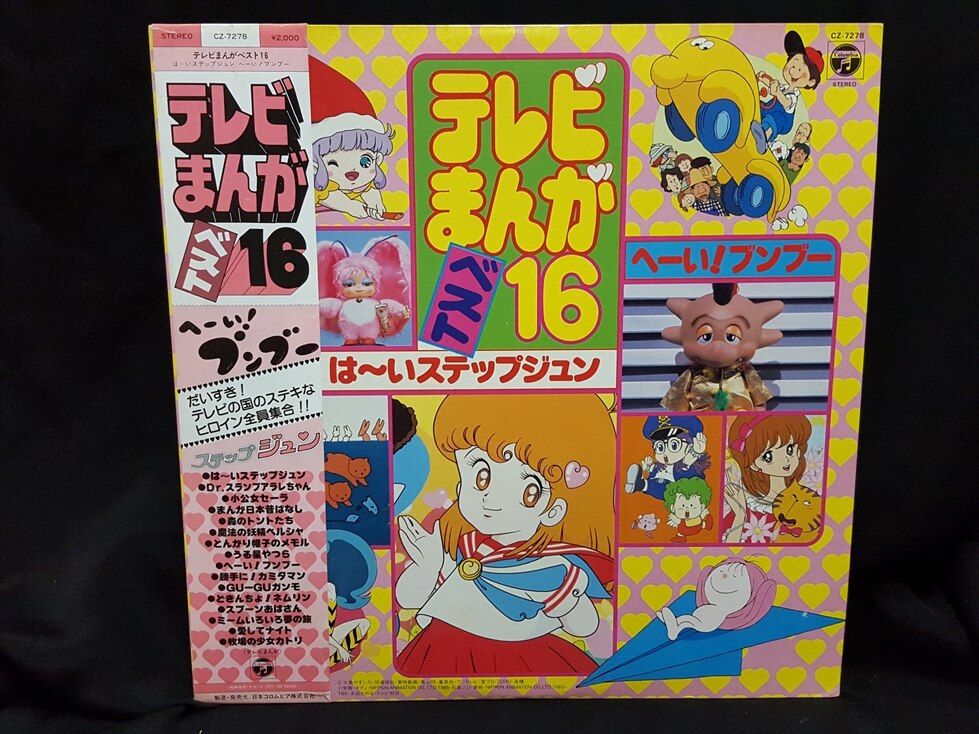 STEREO CZ-7278 ¥2,000
テレビまんがベスト16
はーいステップジュン へーい!ブンブー
テレビ
まんが
ベスト
16
へーい!
ブンブー
だいすき!
テレビの国のステキな
ヒロイン全員集合!!
ステップジュン
●は〜いステップジュン
●Dr.スランプアラレちゃん
●小公女セーラ
●まんが日本昔ばなし
●森のトントたち
●魔法の妖精ペルシャ
●とんがり帽子のメモル
●うる星やつら
●へーい!ブンブー
●勝手に!カミタマン
●GU-GUガンモ
●ときんちょ!ネムリン
●スプーンおばさん
●ミームいろいろ夢の旅
●愛してナイト
●牧場の少女カトリ
テレビまんが
Columbia
製造・発売元:日本コロムビア株式会社
テレビ
まんが
ベスト
16
は〜いステップジュン
CZ-7278
Columbia
STEREO
へーい!ブンブー